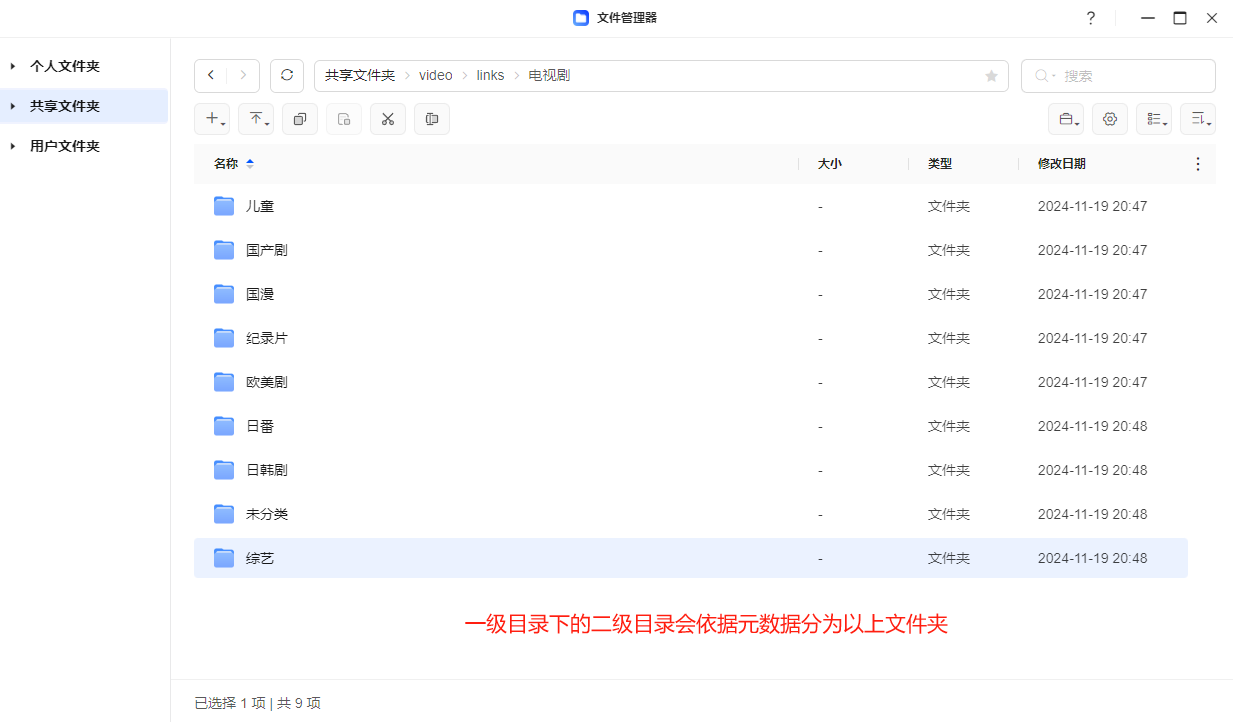 文件管理器
?
个人文件夹
共享文件夹
用户文件夹
共享文件夹 > video > links > 电视剧
搜索
名称 大小 类型 修改日期
儿童 - 文件夹 2024-11-19 20:47
国产剧 - 文件夹 2024-11-19 20:47
国漫 - 文件夹 2024-11-19 20:47
纪录片 - 文件夹 2024-11-19 20:47
欧美剧 - 文件夹 2024-11-19 20:47
日番 - 文件夹 2024-11-19 20:48
日韩剧 - 文件夹 2024-11-19 20:48
未分类 - 文件夹 2024-11-19 20:48
综艺 - 文件夹 2024-11-19 20:48
一级目录下的二级目录会依据元数据分为以上文件夹
已选择 1 项 | 共 9 项